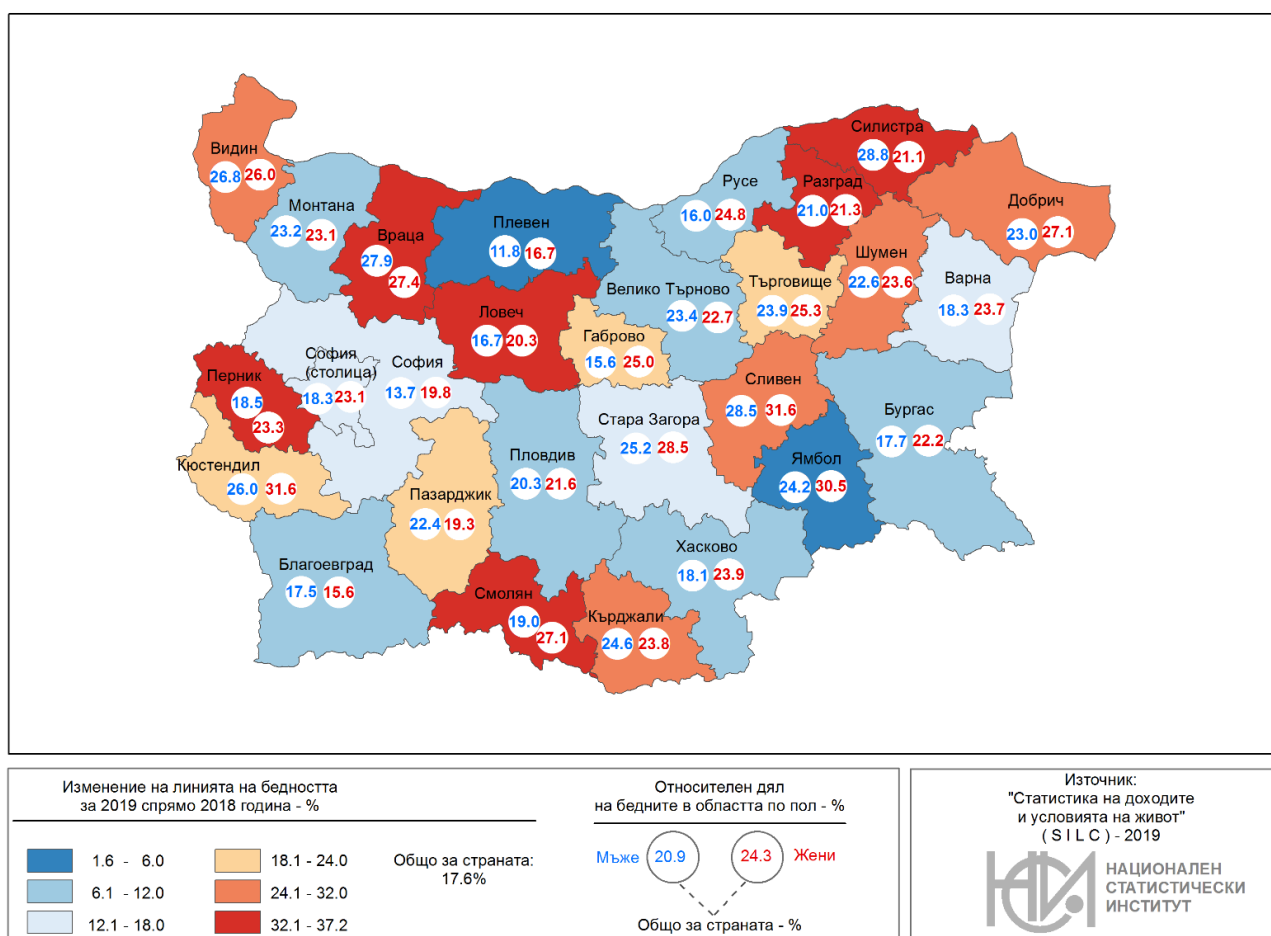 Видин
26.8 26.0
Монтана
23.2 23.1
Враца
27.9
27.4
Плевен
11.8 16.7
Ловеч
16.7 20.3
Русе
16.0 24.8
Силистра
28.8 21.1
Разград
21.0 21.3
Добрич
23.0 27.1
Шумен
22.6 23.6
Варна
18.3 23.7
Търговище
23.9 25.3
Велико Търново
23.4 22.7
Габрово
15.6 25.0
София
(столица)
18.3 23.1
София
13.7 19.8
Перник
18.5
23.3
Кюстендил
26.0 31.6
Сливен
28.5 31.6
Бургас
17.7 22.2
Стара Загора
25.2 28.5
Ямбол
24.2 30.5
Пловдив
20.3 21.6
Пазарджик
22.4 19.3
Благоевград
17.5 15.6
Хасково
18.1 23.9
Смолян
19.0
27.1
Кърджали
24.6 23.8
Изменение на линията на бедността
за 2019 спрямо 2018 година - %
1.6 - 6.0
6.1 - 12.0
12.1 - 18.0
18.1 - 24.0
24.1 - 32.0
32.1 - 37.2
Общо за страната:
17.6%
Относителен дял
на бедните в областта по пол - %
Мъже 20.9 24.3 Жени
Общо за страната - %
Източник:
"Статистика на доходите
и условията на живот"
( S I L C ) - 2019
НСИ
НАЦИОНАЛЕН
СТАТИСТИЧЕСКИ
ИНСТИТУТ